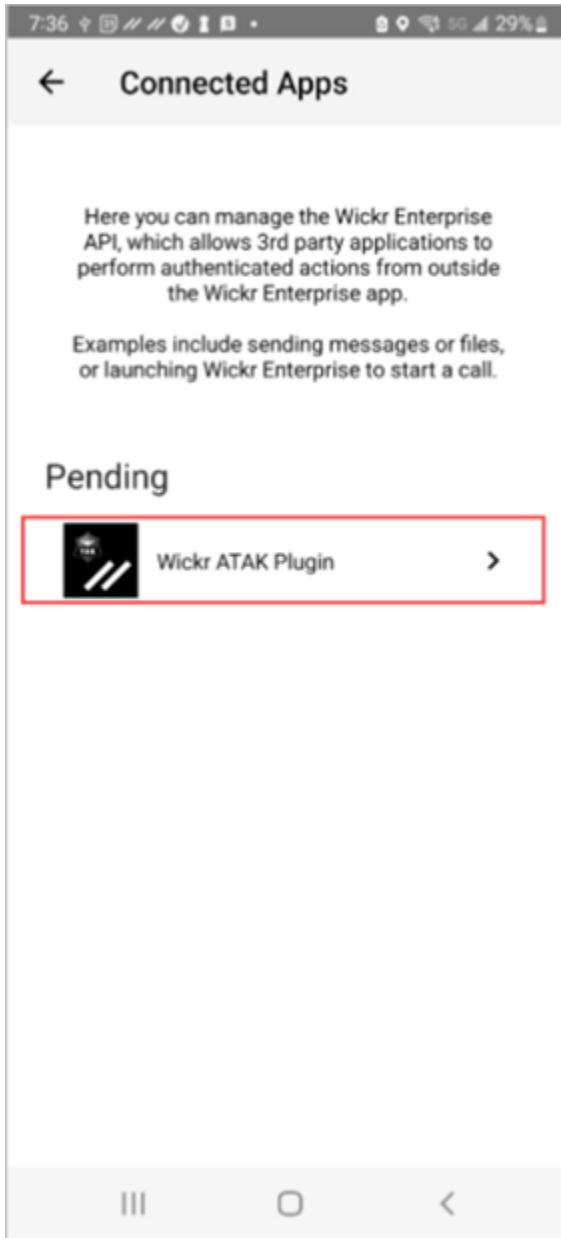 7:36 5G 29%
Connected Apps
Here you can manage the Wickr Enterprise
API, which allows 3rd party applications to
perform authenticated actions from outside
the Wickr Enterprise app.
Examples include sending messages or files,
or launching Wickr Enterprise to start a call.
Pending
TAK
Wickr ATAK Plugin